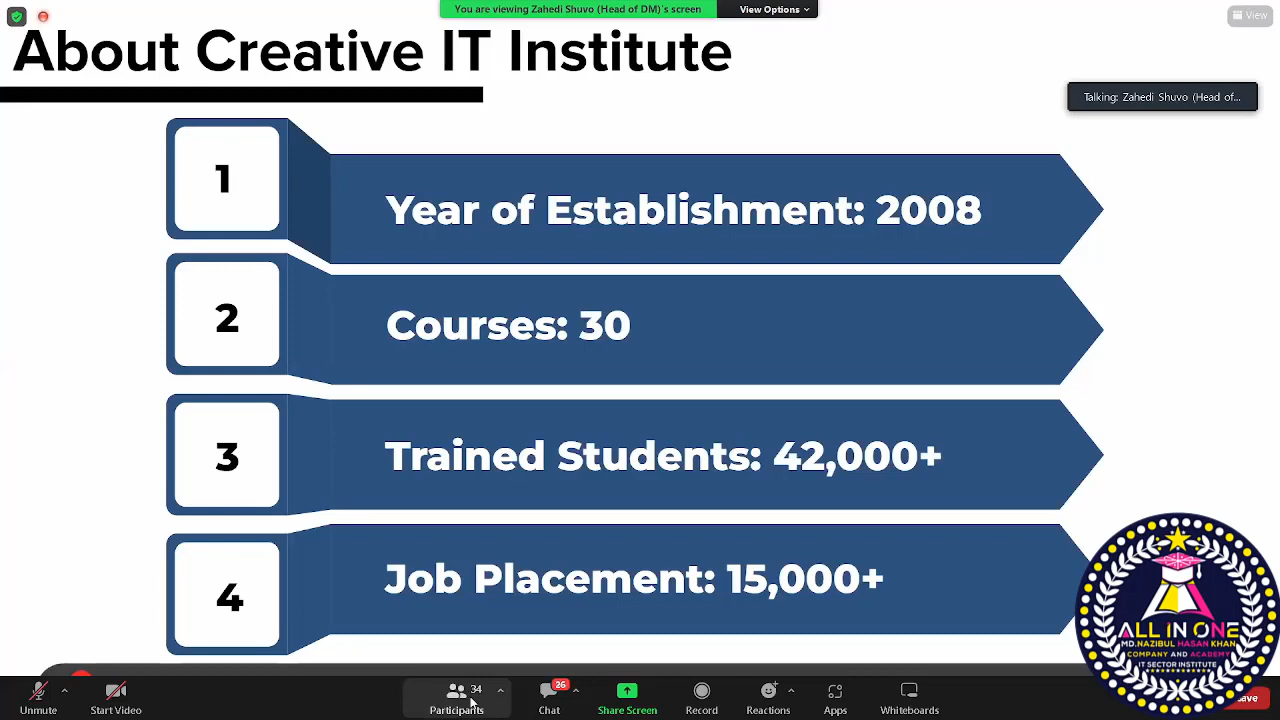 You are viewing Zahedi Shuvo (Head of DM)'s screen
View Options
View
About Creative IT Institute
Talking: Zahedi Shuvo (Head of...
1
Year of Establishment: 2008
2
Courses: 30
3
Trained Students: 42,000+
4
Job Placement: 15,000+
ALL IN ONE
MD.NAZIBUL HASAN KHAN
COMPANY AND ACADEMY
IT SECTOR INSTITUTE
34
26
Unmute
Start Video
Participants
Chat
Share Screen
Record
Reactions
Apps
Whiteboards